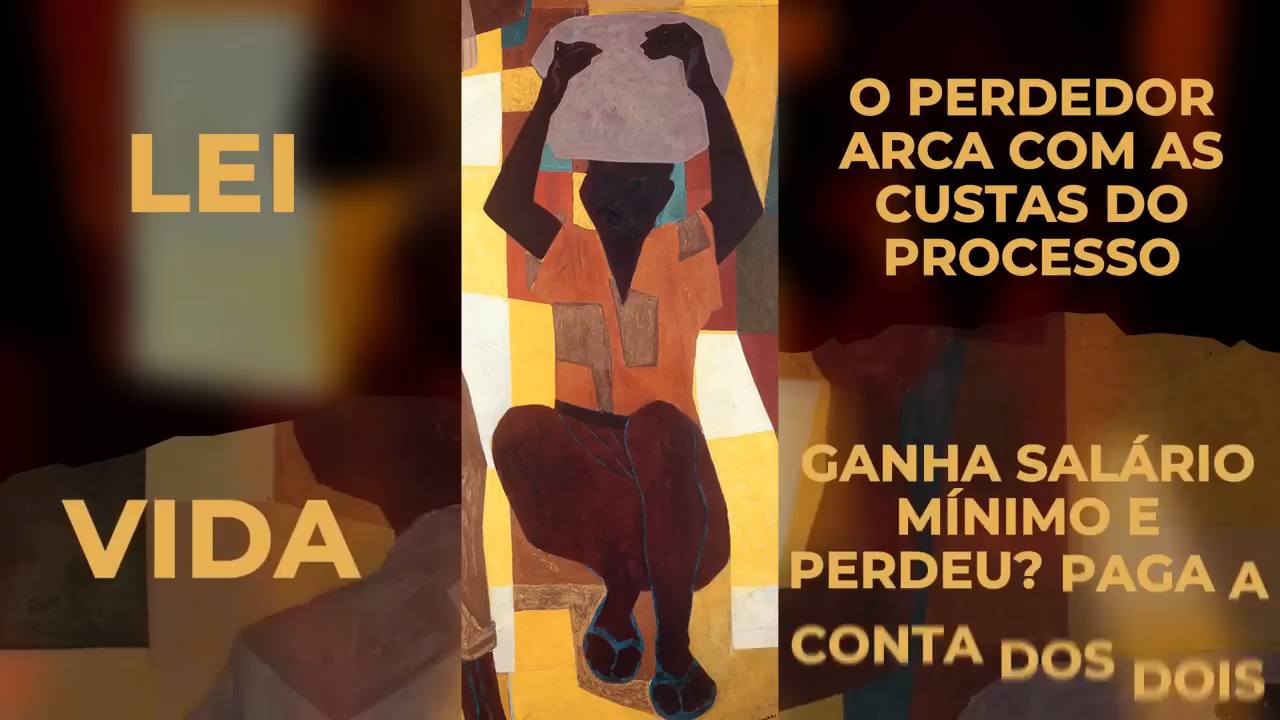 LEI
O PERDEDOR
ARCA COM AS
CUSTAS DO
PROCESSO
VIDA
GANHA SALÁRIO
MÍNIMO E
PERDEU? PAGA A
CONTA DOS DOIS